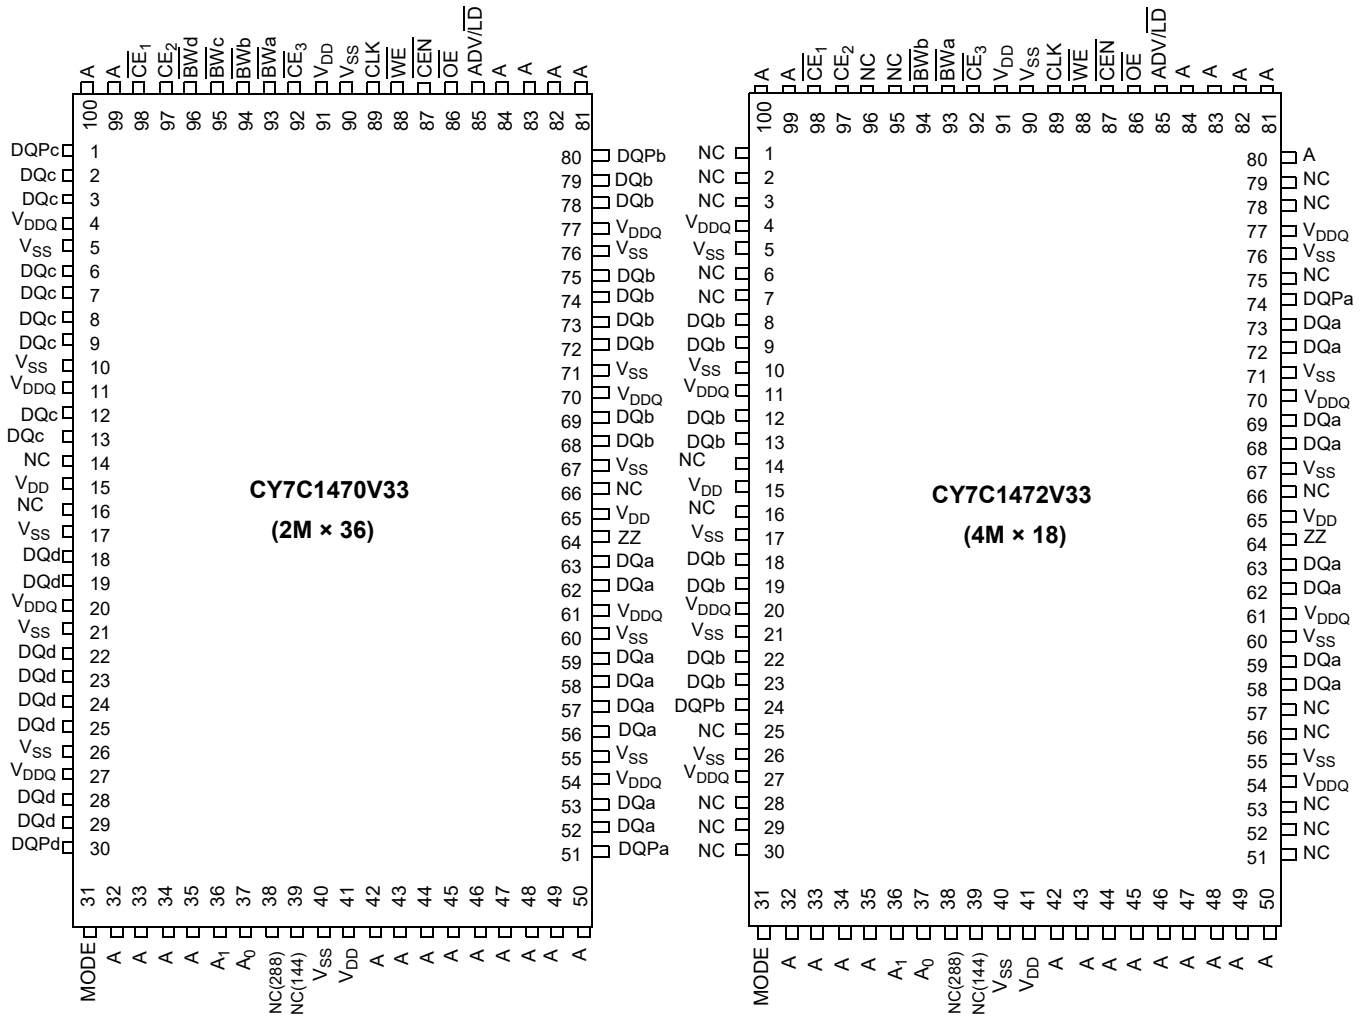 A A CE1 CE2 BWd BWc BWb BWa CE3 VDD VSS CLK WE CEN OE ADV/LD A A A A
100 99 98 97 96 95 94 93 92 91 90 89 88 87 86 85 84 83 82 81
DQPc 1
DQc 2
DQc 3
VDDQ 4
VSS 5
DQc 6
DQc 7
DQc 8
DQc 9
VSS 10
VDDQ 11
DQc 12
DQc 13
NC 14
VDD 15
NC 16
VSS 17
DQd 18
DQd 19
VDDQ 20
VSS 21
DQd 22
DQd 23
DQd 24
DQd 25
VSS 26
VDDQ 27
DQd 28
DQd 29
DQPd 30
CY7C1470V33
(2M × 36)
80 DQPb
79 DQb
78 DQb
77 VDDQ
76 VSS
75 DQb
74 DQb
73 DQb
72 DQb
71 VSS
70 VDDQ
69 DQb
68 DQb
67 VSS
66 NC
65 VDD
64 ZZ
63 DQa
62 DQa
61 VDDQ
60 VSS
59 DQa
58 DQa
57 DQa
56 DQa
55 VSS
54 VDDQ
53 DQa
52 DQa
51 DQPa
31 32 33 34 35 36 37 38 39 40 41 42 43 44 45 46 47 48 49 50
MODE A A A A A1 A0 NC(288) NC(144) VSS VDD A A A A A A A A A
A A CE1 CE2 NC NC BWb BWa CE3 VDD VSS CLK WE CEN OE ADV/LD A A A A
100 99 98 97 96 95 94 93 92 91 90 89 88 87 86 85 84 83 82 81
NC 1
NC 2
NC 3
VDDQ 4
VSS 5
NC 6
NC 7
DQb 8
DQb 9
VSS 10
VDDQ 11
DQb 12
DQb 13
NC 14
VDD 15
NC 16
VSS 17
DQb 18
DQb 19
VDDQ 20
VSS 21
DQb 22
DQb 23
DQPb 24
NC 25
VSS 26
VDDQ 27
NC 28
NC 29
NC 30
CY7C1472V33
(4M × 18)
80 A
79 NC
78 NC
77 VDDQ
76 VSS
75 NC
74 DQPa
73 DQa
72 DQa
71 VSS
70 VDDQ
69 DQa
68 DQa
67 VSS
66 NC
65 VDD
64 ZZ
63 DQa
62 DQa
61 VDDQ
60 VSS
59 DQa
58 DQa
57 NC
56 NC
55 VSS
54 VDDQ
53 NC
52 NC
51 NC
31 32 33 34 35 36 37 38 39 40 41 42 43 44 45 46 47 48 49 50
MODE A A A A A1 A0 NC(288) NC(144) VSS VDD A A A A A A A A A